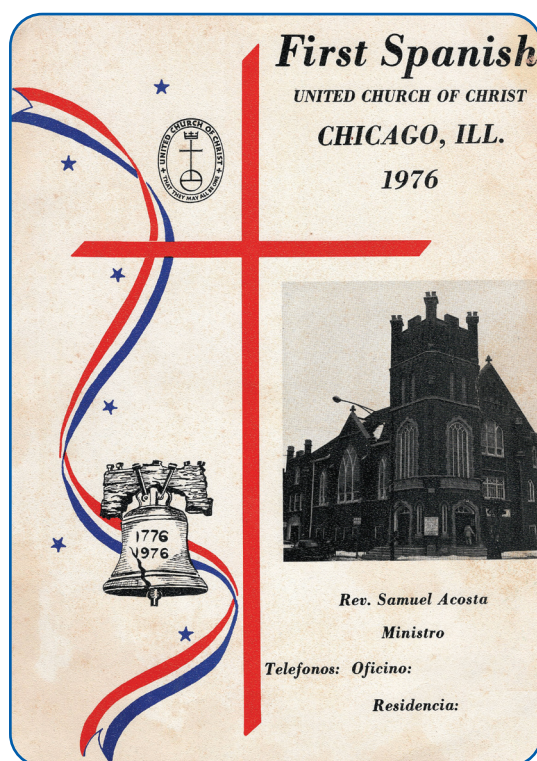 First Spanish
UNITED CHURCH OF CHRIST
CHICAGO, ILL.
1976
UNITED CHURCH OF CHRIST
THAT THEY MAY ALL BE ONE
1776
1976
Rev. Samuel Acosta
Ministro
Telefonos: Oficino:
Residencia: